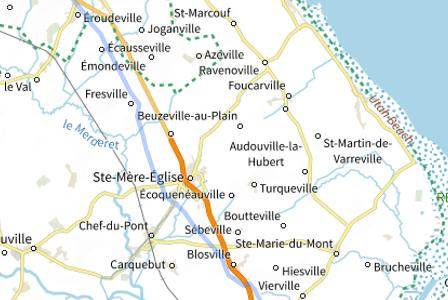 St-Marcouf
Éroudeville
Joganville
Écausseville
Azéville
Émondeville
Ravenoville
le Val
Foucarville
Fresville
Utah-Beach
Beuzeville-au-Plain
le Merderet
Audouville-la-
Hubert
St-Martin-de-
Varreville
Ste-Mère-Église
Turqueville
Écoquenéauville
Boutteville
Chef-du-Pont
Sébeville
Ste-Marie-du-Mont
uville
Blosville
Carquebut
Hiesville
Brucheville
Vierville